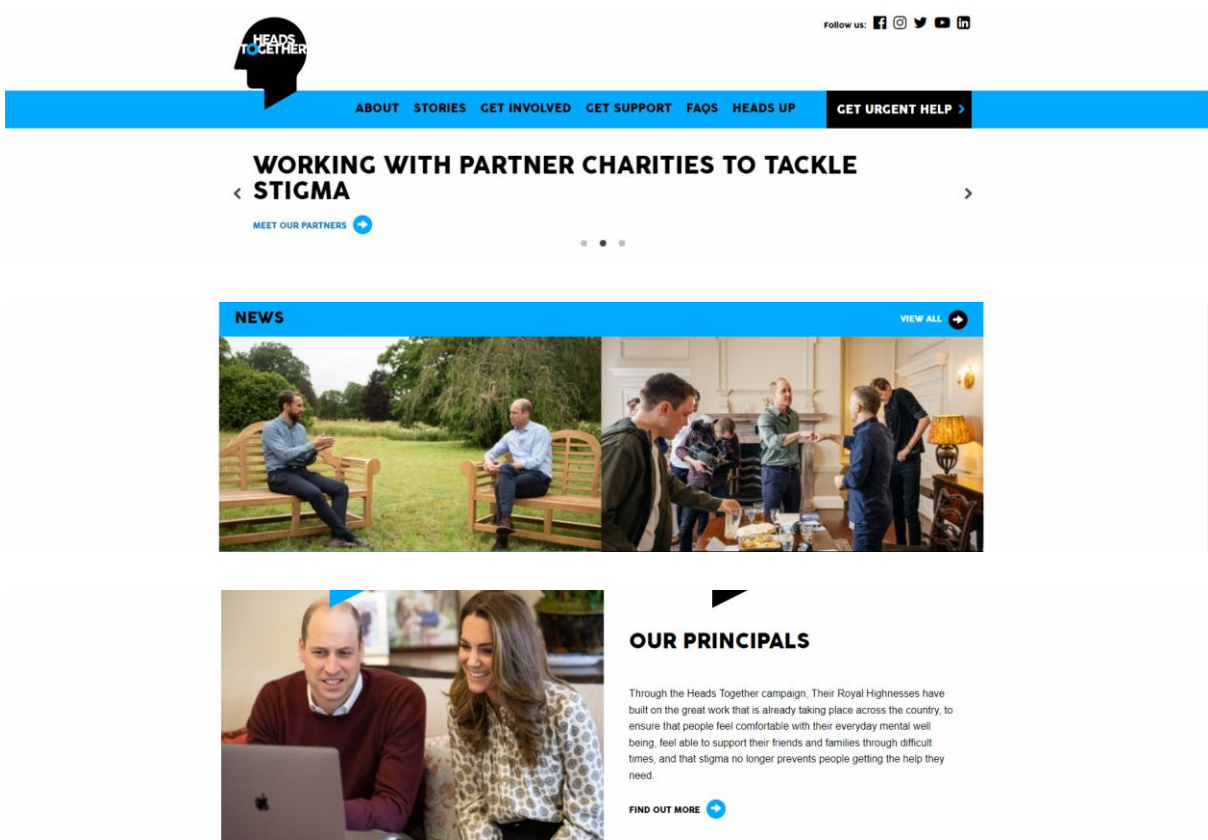 HEADS
TOGETHER
Follow us:
ABOUT STORIES GET INVOLVED GET SUPPORT FAQS HEADS UP GET URGENT HELP
WORKING WITH PARTNER CHARITIES TO TACKLE
STIGMA
MEET OUR PARTNERS
NEWS
VIEW ALL
OUR PRINCIPALS
Through the Heads Together campaign, Their Royal Highnesses have
built on the great work that is already taking place across the country, to
ensure that people feel comfortable with their everyday mental well
being, feel able to support their friends and families through difficult
times, and that stigma no longer prevents people getting the help they
need.
FIND OUT MORE